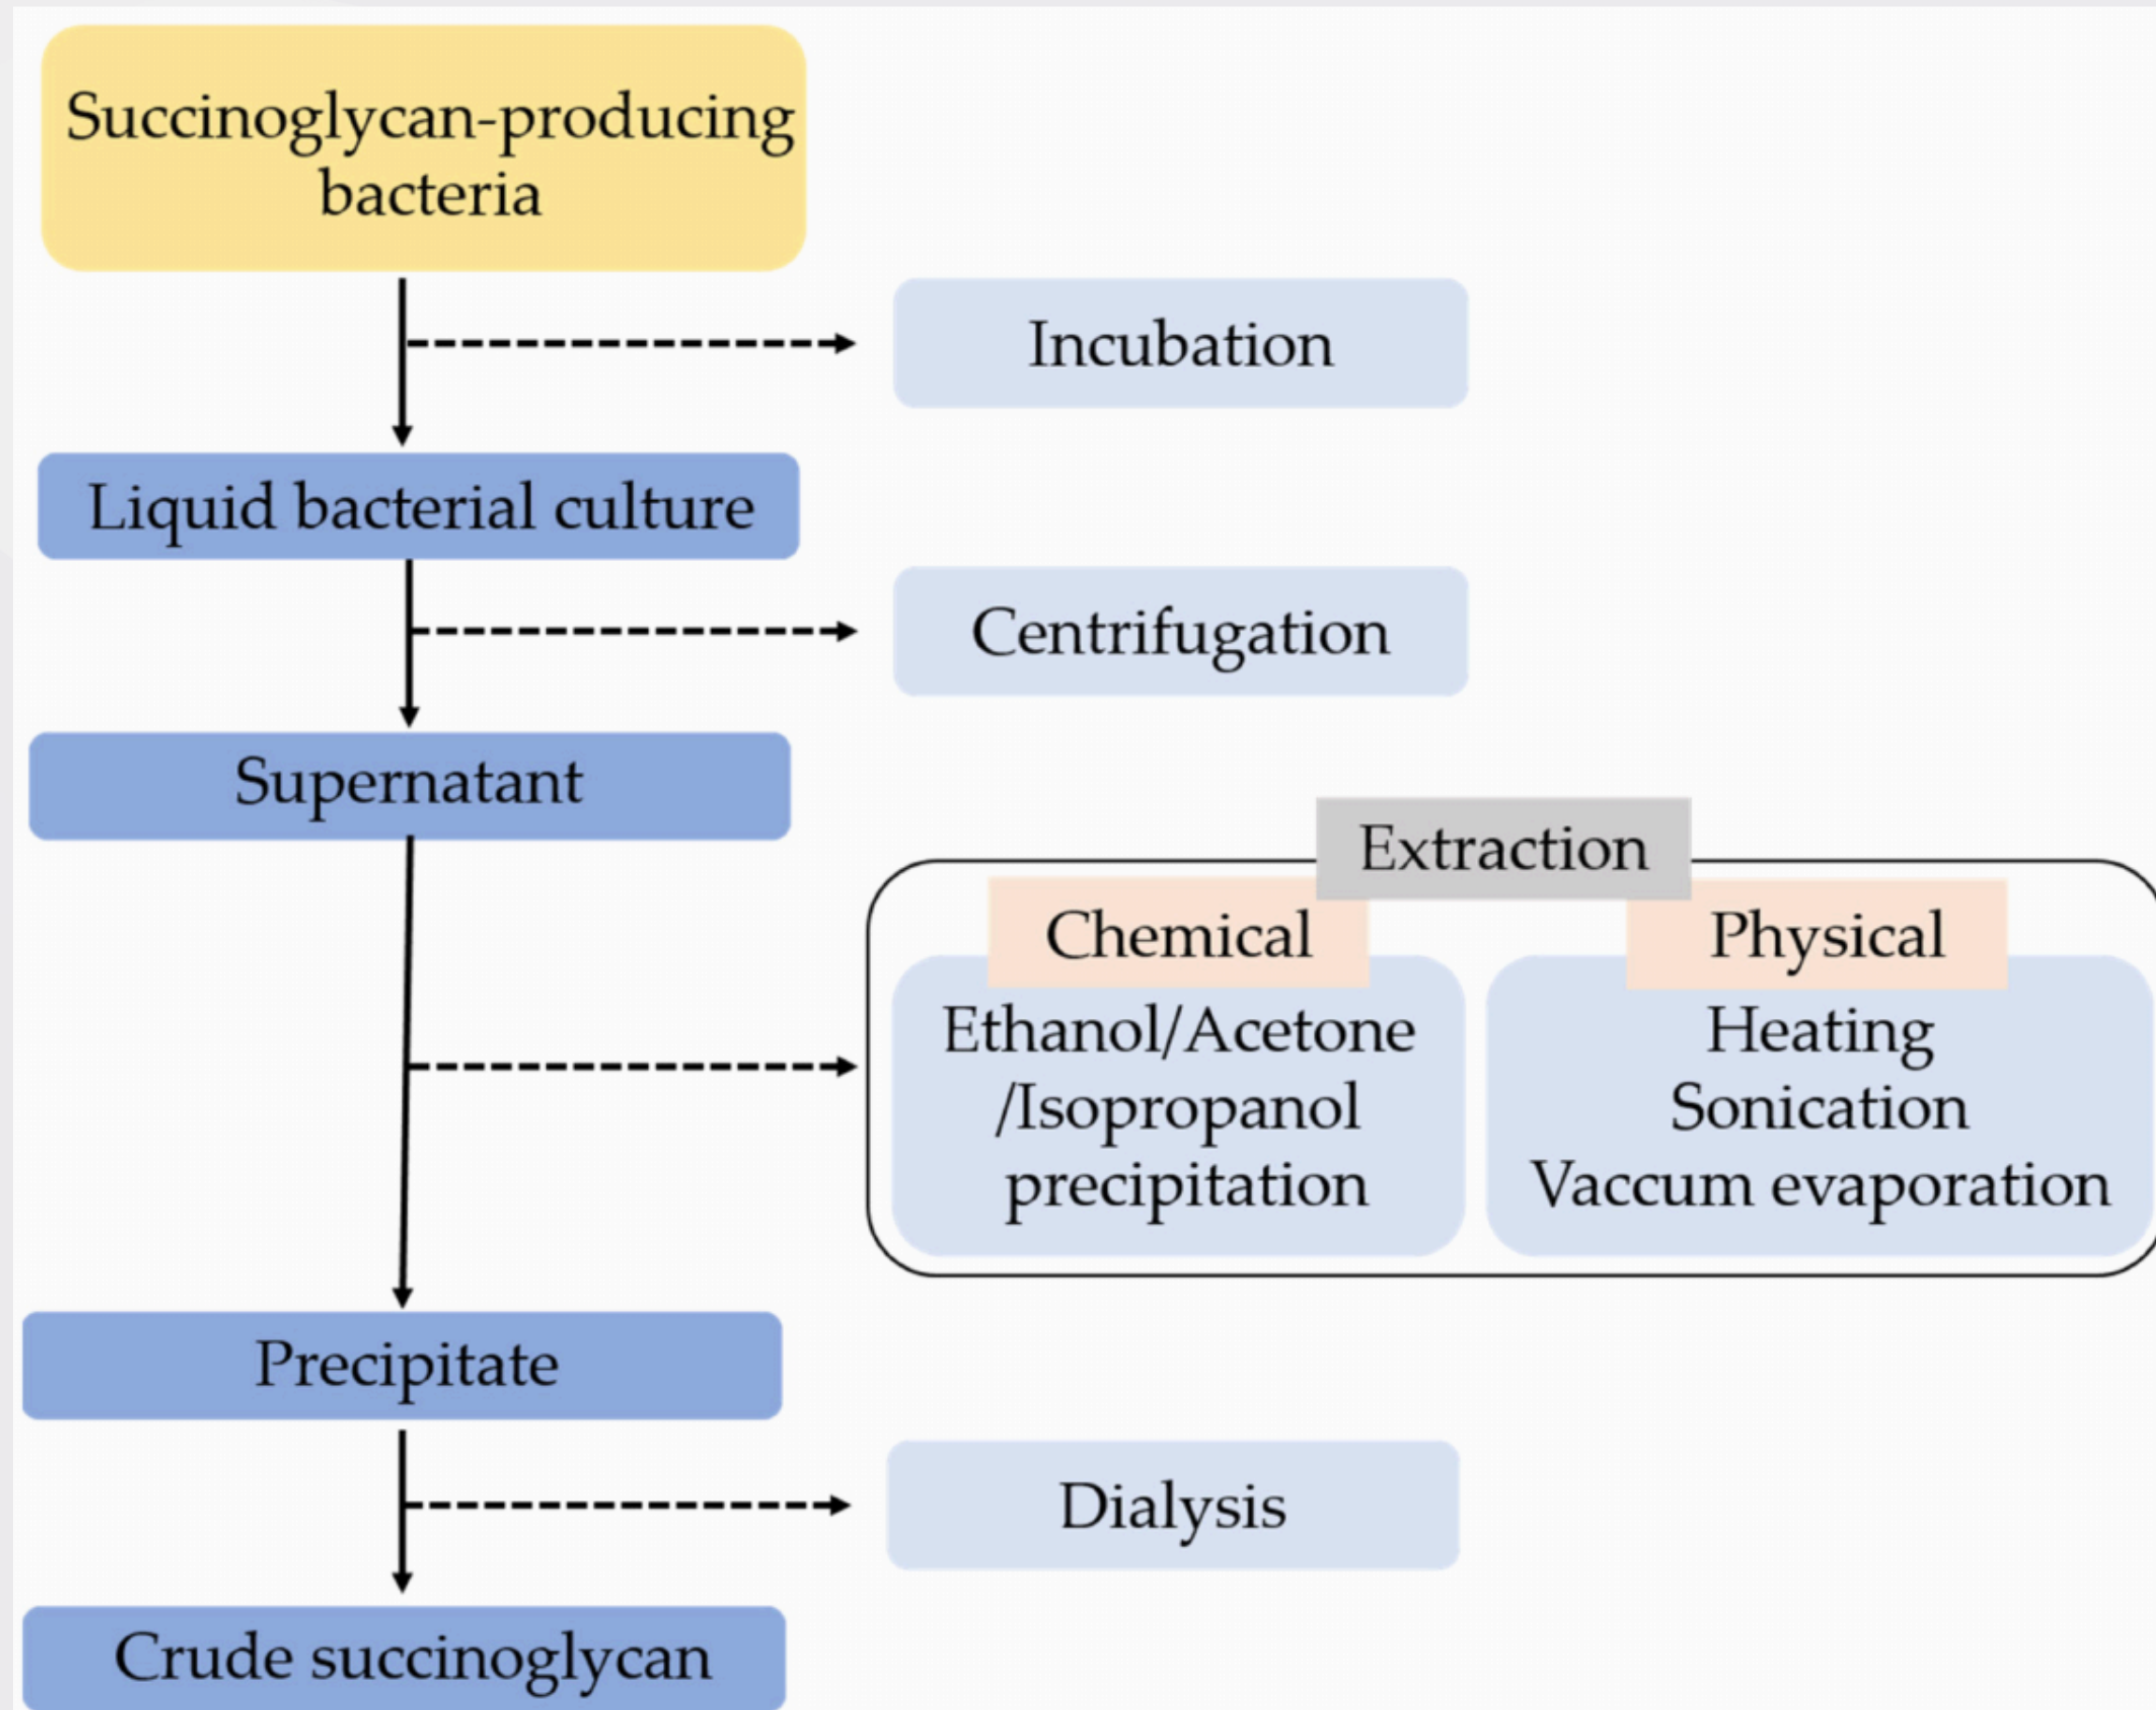 Succinoglycan-producing
bacteria
Incubation
Liquid bacterial culture
Centrifugation
Supernatant
Extraction
Chemical
Physical
Ethanol/Acetone
/Isopropanol
precipitation
Heating
Sonication
Vaccum evaporation
Precipitate
Dialysis
Crude succinoglycan